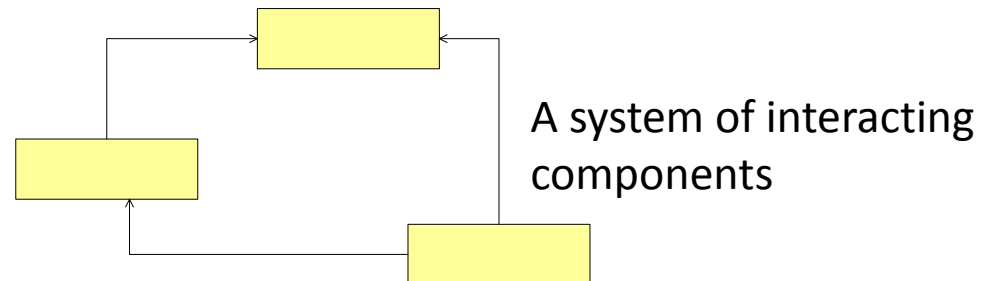 A system of interacting
components